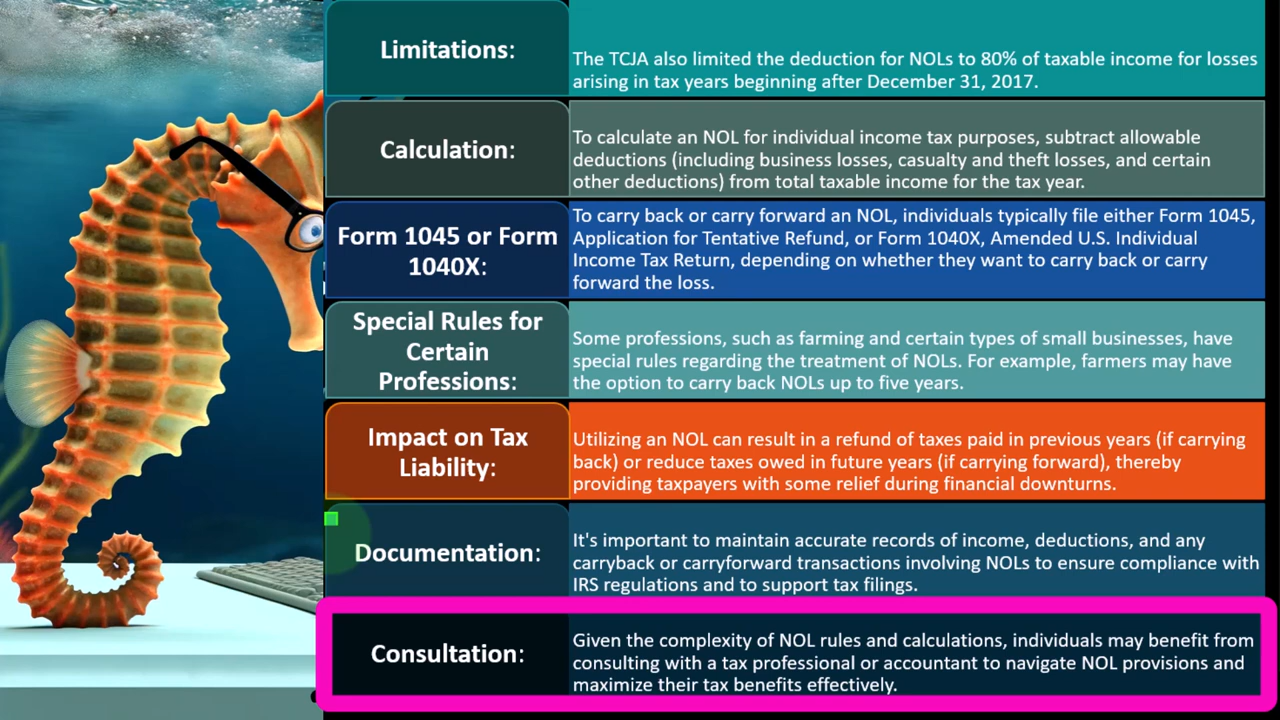 Limitations:
The TCJA also limited the deduction for NOLs to 80% of taxable income for losses
arising in tax years beginning after December 31, 2017.
Calculation:
To calculate an NOL for individual income tax purposes, subtract allowable
deductions (including business losses, casualty and theft losses, and certain
other deductions) from total taxable income for the tax year.
Form 1045 or Form
1040X:
To carry back or carry forward an NOL, individuals typically file either Form 1045,
Application for Tentative Refund, or Form 1040X, Amended U.S. Individual
Income Tax Return, depending on whether they want to carry back or carry
forward the loss.
Special Rules for
Certain
Professions:
Some professions, such as farming and certain types of small businesses, have
special rules regarding the treatment of NOLs. For example, farmers may have
the option to carry back NOLs up to five years.
Impact on Tax
Liability:
Utilizing an NOL can result in a refund of taxes paid in previous years (if carrying
back) or reduce taxes owed in future years (if carrying forward), thereby
providing taxpayers with some relief during financial downturns.
Documentation:
It's important to maintain accurate records of income, deductions, and any
carryback or carryforward transactions involving NOLs to ensure compliance with
IRS regulations and to support tax filings.
Consultation:
Given the complexity of NOL rules and calculations, individuals may benefit from
consulting with a tax professional or accountant to navigate NOL provisions and
maximize their tax benefits effectively.